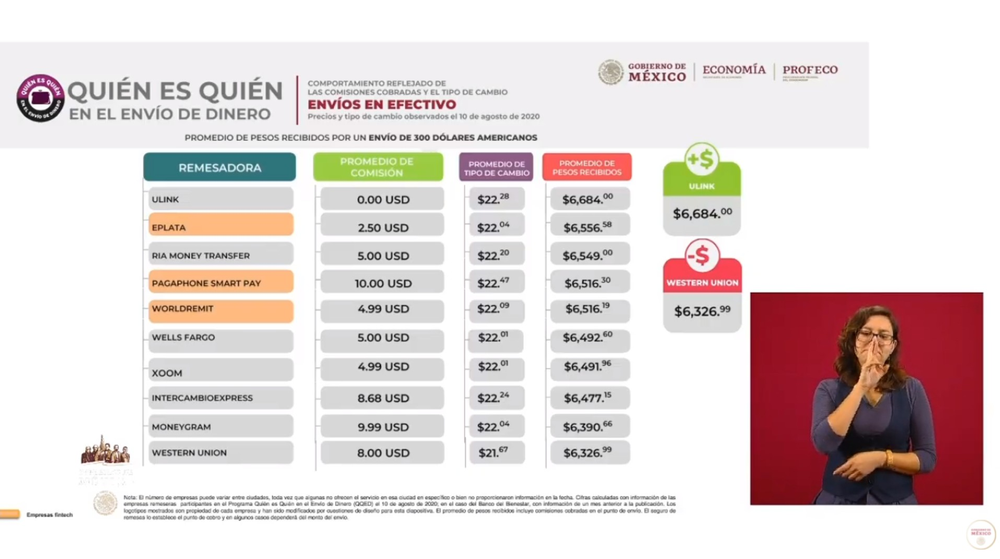 QUIÉN ES QUIÉN
EN EL ENVÍO DE DINERO
QUIÉN ES QUIÉN
EN EL ENVÍO DE DINERO
COMPORTAMIENTO REFLEJADO DE
LAS COMISIONES COBRADAS Y EL TIPO DE CAMBIO
ENVÍOS EN EFECTIVO
Precios y tipo de cambio observados el 10 de agosto de 2020
GOBIERNO DE
MÉXICO
ECONOMÍA
PROFECO
PROMEDIO DE PESOS RECIBIDOS POR UN ENVÍO DE 300 DÓLARES AMERICANOS
REMESADORA
PROMEDIO DE
COMISIÓN
PROMEDIO DE
TIPO DE CAMBIO
PROMEDIO DE
PESOS RECIBIDOS
ULINK 0.00 USD $22.28 $6,684.00
EPLATA 2.50 USD $22.04 $6,556.58
RIA MONEY TRANSFER 5.00 USD $22.20 $6,549.00
PAGAPHONE SMART PAY 10.00 USD $22.47 $6,516.30
WORLDREMIT 4.99 USD $22.09 $6,516.19
WELLS FARGO 5.00 USD $22.01 $6,492.60
XOOM 4.99 USD $22.01 $6,491.96
INTERCAMBIOEXPRESS 8.68 USD $22.24 $6,477.15
MONEYGRAM 9.99 USD $22.04 $6,390.66
WESTERN UNION 8.00 USD $21.67 $6,326.99
+$
ULINK
$6,684.00
-$
WESTERN UNION
$6,326.99
Nota: El número de empresas puede variar entre ciudades, toda vez que algunas no ofrecen el servicio en esa ciudad en específico o bien no proporcionaron información en la fecha. Cifras calculadas con información de las
empresas remeseras participantes en el Programa Quién es Quién en el Envío de Dinero (QQED) el 10 de agosto de 2020; en el caso del Banco del Bienestar, con información de un mes anterior a la publicación. Los
logotipos mostrados son propiedad de cada empresa y han sido modificados por cuestiones de diseño para esta diapositiva. El promedio de pesos recibidos incluye comisiones cobradas en el punto de envío. El seguro de
remesas lo establece el punto de cobro y en algunos casos dependerá del monto del envío.
Empresas fintech
GOBIERNO DE
MÉXICO